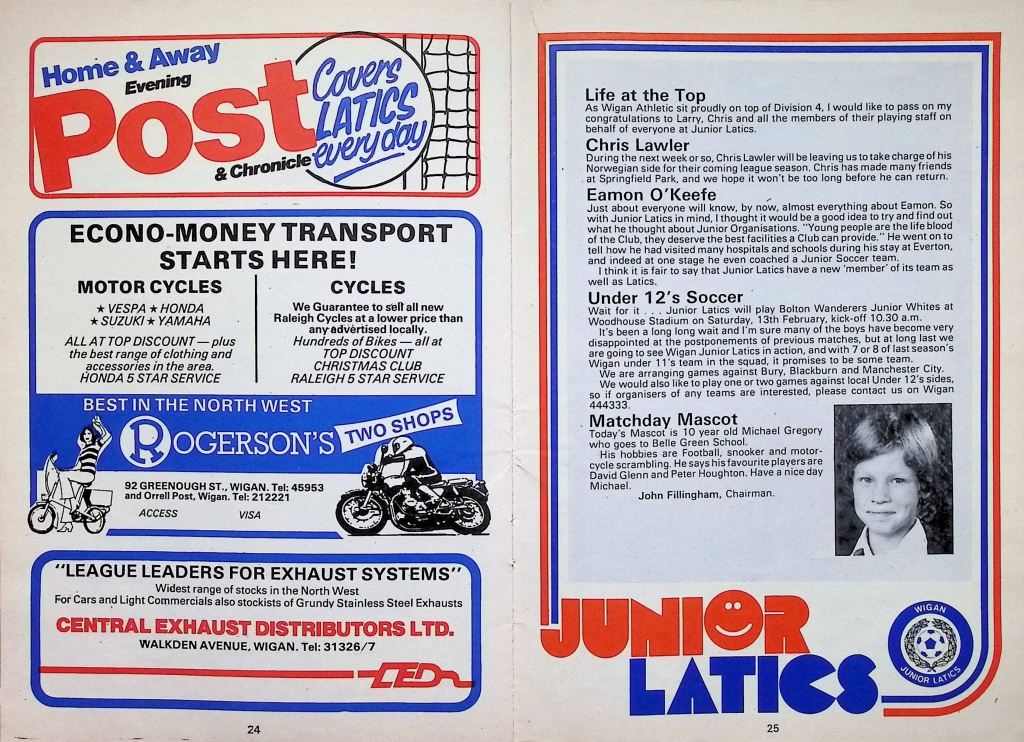 Home & Away
Evening
Post
& Chronicle
Covers
LATICS
everyday
ECONO-MONEY TRANSPORT
STARTS HERE!
MOTOR CYCLES
★ VESPA ★ HONDA
★ SUZUKI ★ YAMAHA
ALL AT TOP DISCOUNT — plus
the best range of clothing and
accessories in the area.
HONDA 5 STAR SERVICE
CYCLES
We Guarantee to sell all new
Raleigh Cycles at a lower price than
any advertised locally.
Hundreds of Bikes — all at
TOP DISCOUNT
CHRISTMAS CLUB
RALEIGH 5 STAR SERVICE
BEST IN THE NORTH WEST
ROGERSON'S
TWO SHOPS
92 GREENOUGH ST., WIGAN. Tel: 45953
and Orrell Post, Wigan. Tel: 212221
ACCESS VISA
"LEAGUE LEADERS FOR EXHAUST SYSTEMS"
Widest range of stocks in the North West
For Cars and Light Commercials also stockists of Grundy Stainless Steel Exhausts
CENTRAL EXHAUST DISTRIBUTORS LTD.
WALKDEN AVENUE, WIGAN. Tel: 31326/7
CED
24
Life at the Top
As Wigan Athletic sit proudly on top of Division 4, I would like to pass on my
congratulations to Larry, Chris and all the members of their playing staff on
behalf of everyone at Junior Latics.
Chris Lawler
During the next week or so, Chris Lawler will be leaving us to take charge of his
Norwegian side for their coming league season. Chris has made many friends
at Springfield Park, and we hope it won't be too long before he can return.
Eamon O'Keefe
Just about everyone will know, by now, almost everything about Eamon. So
with Junior Latics in mind, I thought it would be a good idea to try and find out
what he thought about Junior Organisations. "Young people are the life blood
of the Club, they deserve the best facilities a Club can provide." He went on to
tell how he had visited many hospitals and schools during his stay at Everton,
and indeed at one stage he even coached a Junior Soccer team.
I think it is fair to say that Junior Latics have a new 'member' of its team as
well as Latics.
Under 12's Soccer
Wait for it . . . Junior Latics will play Bolton Wanderers Junior Whites at
Woodhouse Stadium on Saturday, 13th February, kick-off 10.30 a.m.
It's been a long long wait and I'm sure many of the boys have become very
disappointed at the postponements of previous matches, but at long last we
are going to see Wigan Junior Latics in action, and with 7 or 8 of last season's
Wigan under 11's team in the squad, it promises to be some team.
We are arranging games against Bury, Blackburn and Manchester City.
We would also like to play one or two games against local Under 12's sides,
so if organisers of any teams are interested, please contact us on Wigan
444333.
Matchday Mascot
Today's Mascot is 10 year old Michael Gregory
who goes to Belle Green School.
His hobbies are Football, snooker and motor-
cycle scrambling. He says his favourite players are
David Glenn and Peter Houghton. Have a nice day
Michael.
John Fillingham, Chairman.
JUNIOR
LATICS
WIGAN
JUNIOR LATICS
25